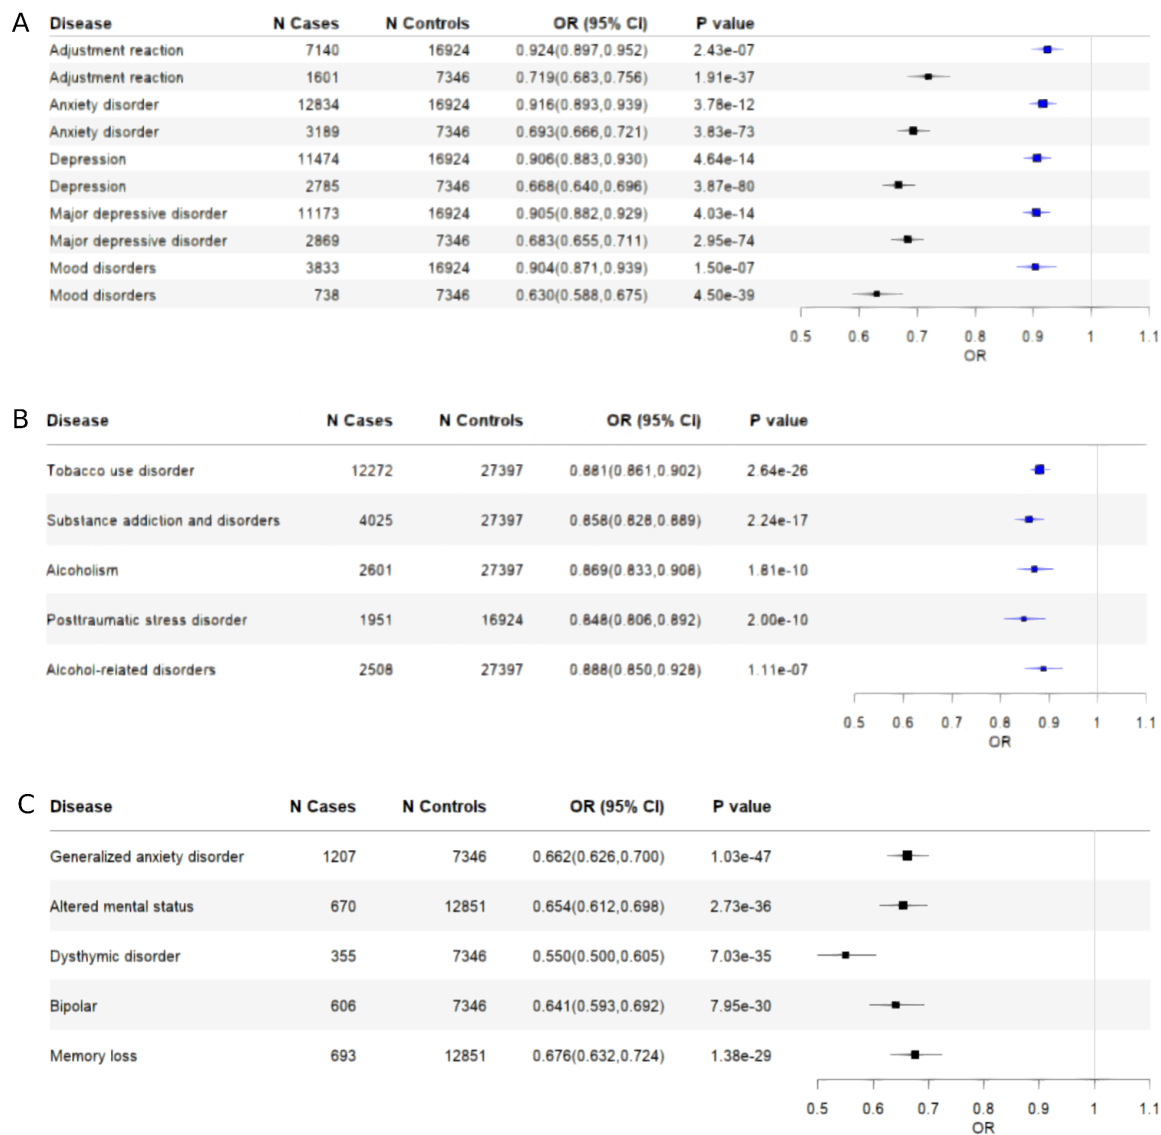 A
Disease N Cases N Controls OR (95% CI) P value
Adjustment reaction 7140 16924 0.924(0.897,0.952) 2.43e-07
Adjustment reaction 1601 7346 0.719(0.683,0.756) 1.91e-37
Anxiety disorder 12834 16924 0.916(0.893,0.939) 3.78e-12
Anxiety disorder 3189 7346 0.693(0.666,0.721) 3.83e-73
Depression 11474 16924 0.906(0.883,0.930) 4.64e-14
Depression 2785 7346 0.668(0.640,0.696) 3.87e-80
Major depressive disorder 11173 16924 0.905(0.882,0.929) 4.03e-14
Major depressive disorder 2869 7346 0.683(0.655,0.711) 2.95e-74
Mood disorders 3833 16924 0.904(0.871,0.939) 1.50e-07
Mood disorders 738 7346 0.630(0.588,0.675) 4.50e-39
0.5 0.6 0.7 0.8 0.9 1 1.1
OR
B
Disease N Cases N Controls OR (95% CI) P value
Tobacco use disorder 12272 27397 0.881(0.861,0.902) 2.64e-26
Substance addiction and disorders 4025 27397 0.858(0.828,0.889) 2.24e-17
Alcoholism 2601 27397 0.869(0.833,0.908) 1.81e-10
Posttraumatic stress disorder 1951 16924 0.848(0.806,0.892) 2.00e-10
Alcohol-related disorders 2508 27397 0.888(0.850,0.928) 1.11e-07
0.5 0.6 0.7 0.8 0.9 1 1.1
OR
C
Disease N Cases N Controls OR (95% CI) P value
Generalized anxiety disorder 1207 7346 0.662(0.626,0.700) 1.03e-47
Altered mental status 670 12851 0.654(0.612,0.698) 2.73e-36
Dysthymic disorder 355 7346 0.550(0.500,0.605) 7.03e-35
Bipolar 606 7346 0.641(0.593,0.692) 7.95e-30
Memory loss 693 12851 0.676(0.632,0.724) 1.38e-29
0.5 0.6 0.7 0.8 0.9 1 1.1
OR